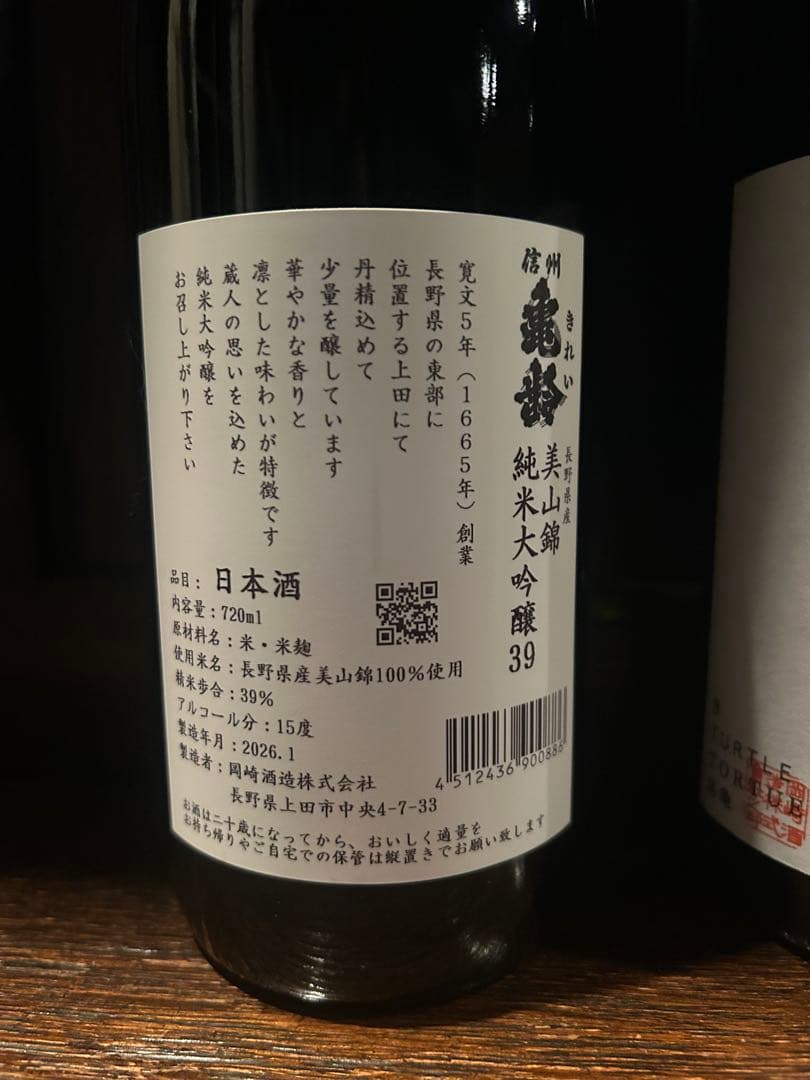 信州
亀齢
きれい
長野県産
美山錦
純米大吟醸39
寛文5年（1665年）創業
長野県の東部に
位置する上田にて
丹精込めて
少量を醸しています
華やかな香りと
凛とした味わいが特徴です
蔵人の思いを込めた
純米大吟醸を
お召し上がり下さい
品目：日本酒
内容量：720ml
原材料名：米・米麹
使用米名：長野県産美山錦100％使用
精米歩合：39％
アルコール分：15度
製造年月：2026.1
製造者：岡崎酒造株式会社
長野県上田市中央4-7-33
お酒は二十歳になってから、おいしく適量を
お持ち帰りやご自宅での保管は縦置きでお願い致します
4 512436 900886
TURTLE
TORTUE